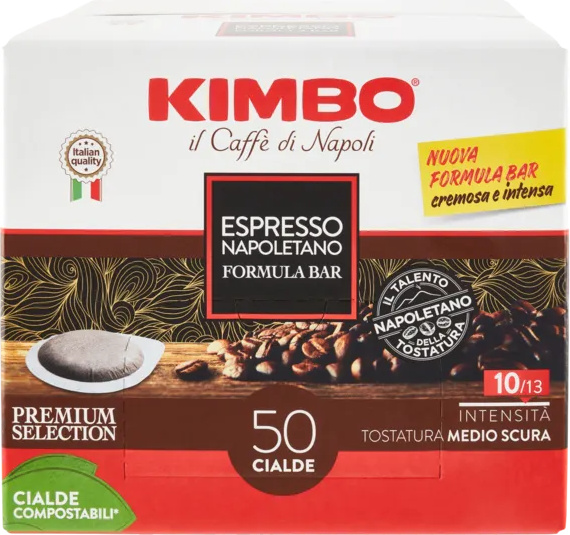 KIMBO®
il Caffè di Napoli
Italian
quality
NUOVA
FORMULA BAR
cremosa e intensa
ESPRESSO
NAPOLETANO
FORMULA BAR
IL TALENTO
NAPOLETANO
DELLA
TOSTATURA
10/13
INTENSITÀ
TOSTATURA MEDIO SCURA
PREMIUM
SELECTION
50
CIALDE
CIALDE
COMPOSTABILI*